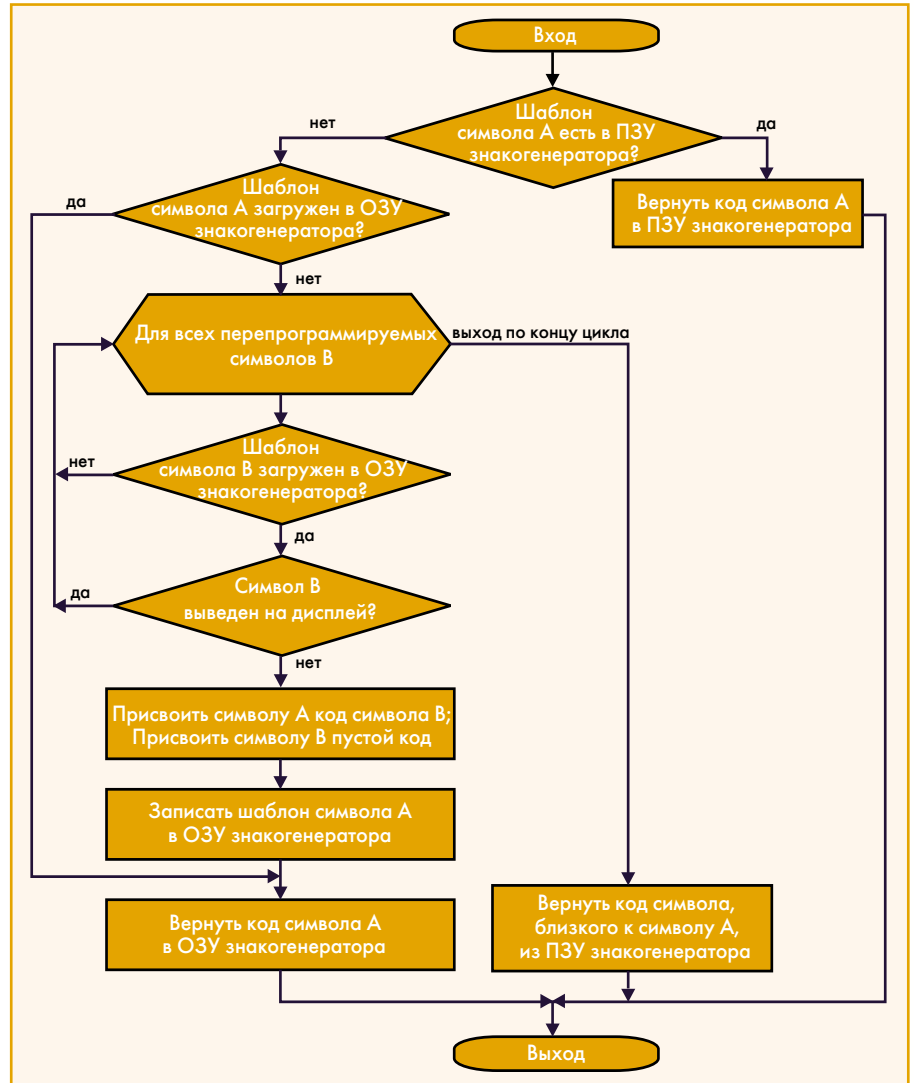 Вход
Шаблон
символа А есть в ПЗУ
знакогенератора?
нет
да
Шаблон
символа А загружен в ОЗУ
знакогенератора?
да
Вернуть код символа А
в ПЗУ знакогенератора
нет
Для всех перепрограммируемых
символов В
выход по концу цикла
Шаблон
символа В загружен в ОЗУ
знакогенератора?
нет
да
Символ В
выведен на дисплей?
да
нет
Присвоить символу А код символа В;
Присвоить символу В пустой код
Записать шаблон символа А
в ОЗУ знакогенератора
Вернуть код символа А
в ОЗУ знакогенератора
Вернуть код символа,
близкого к символу А,
из ПЗУ знакогенератора
Выход